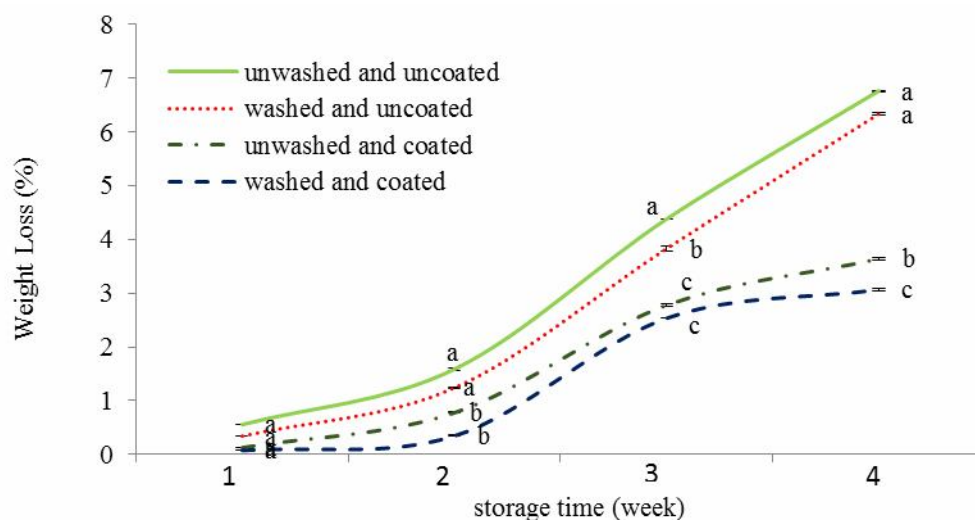 8
7
6
5
4
3
2
1
0
Weight Loss (%)
unwashed and uncoated
washed and uncoated
unwashed and coated
washed and coated
a
a
a
b
c
b
c
c
a
a
b
b
a
a
a
a
1 2 3 4
storage time (week)